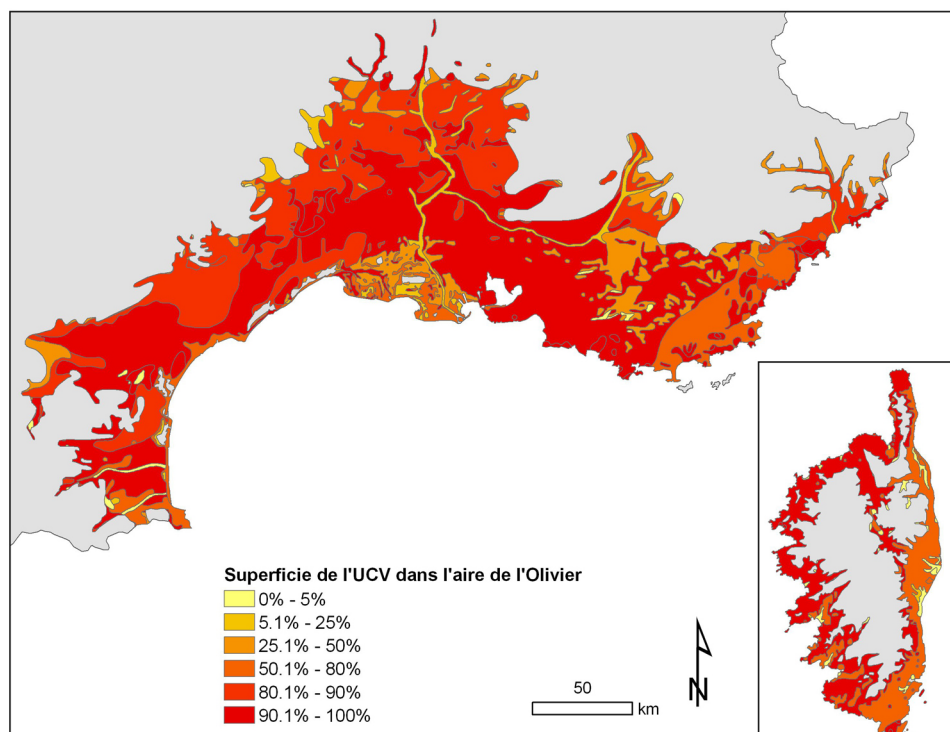 Superficie de l'UCV dans l'aire de l'Olivier
0% - 5%
5.1% - 25%
25.1% - 50%
50.1% - 80%
80.1% - 90%
90.1% - 100%
50
km
N